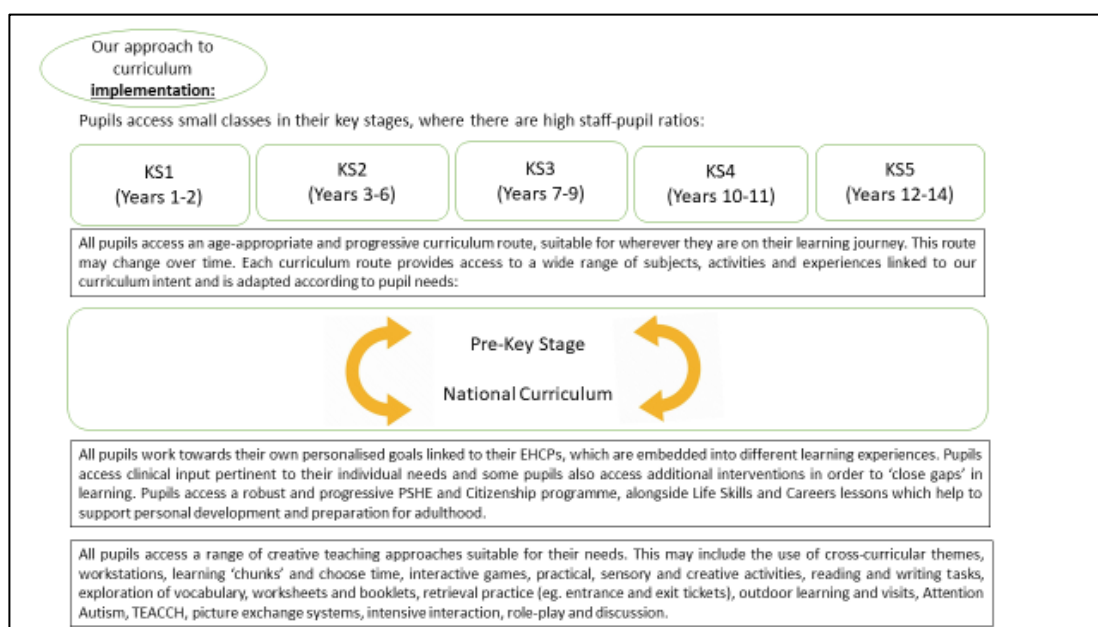 Our approach to
curriculum
implementation:
Pupils access small classes in their key stages, where there are high staff-pupil ratios:
KS1
(Years 1-2)
KS2
(Years 3-6)
KS3
(Years 7-9)
KS4
(Years 10-11)
KS5
(Years 12-14)
All pupils access an age-appropriate and progressive curriculum route, suitable for wherever they are on their learning journey. This route
may change over time. Each curriculum route provides access to a wide range of subjects, activities and experiences linked to our
curriculum intent and is adapted according to pupil needs:
Pre-Key Stage
National Curriculum
All pupils work towards their own personalised goals linked to their EHCPs, which are embedded into different learning experiences. Pupils
access clinical input pertinent to their individual needs and some pupils also access additional interventions in order to ‘close gaps’ in
learning. Pupils access a robust and progressive PSHE and Citizenship programme, alongside Life Skills and Careers lessons which help to
support personal development and preparation for adulthood.
All pupils access a range of creative teaching approaches suitable for their needs. This may include the use of cross-curricular themes,
workstations, learning ‘chunks’ and choose time, interactive games, practical, sensory and creative activities, reading and writing tasks,
exploration of vocabulary, worksheets and booklets, retrieval practice (eg. entrance and exit tickets), outdoor learning and visits, Attention
Autism, TEACCH, picture exchange systems, intensive interaction, role-play and discussion.